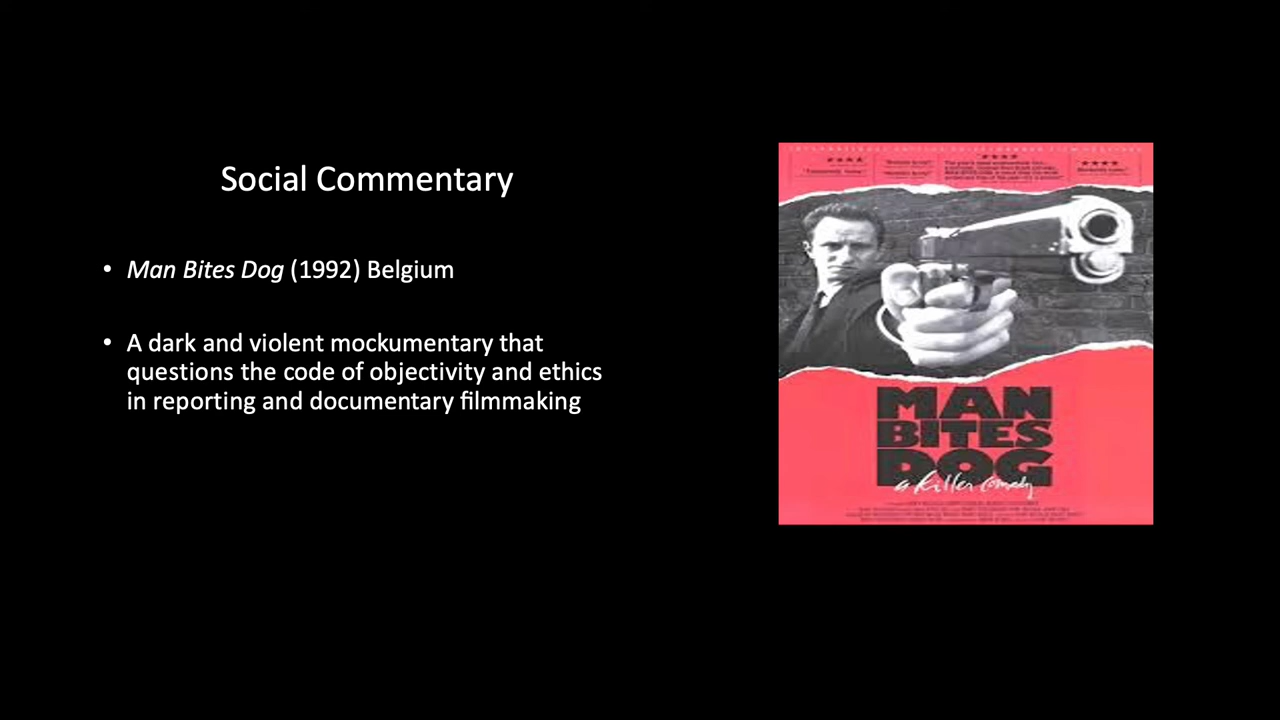 Social Commentary
• Man Bites Dog (1992) Belgium
• A dark and violent mockumentary that
questions the code of objectivity and ethics
in reporting and documentary filmmaking
MAN
BITES
DOG
a killer comedy